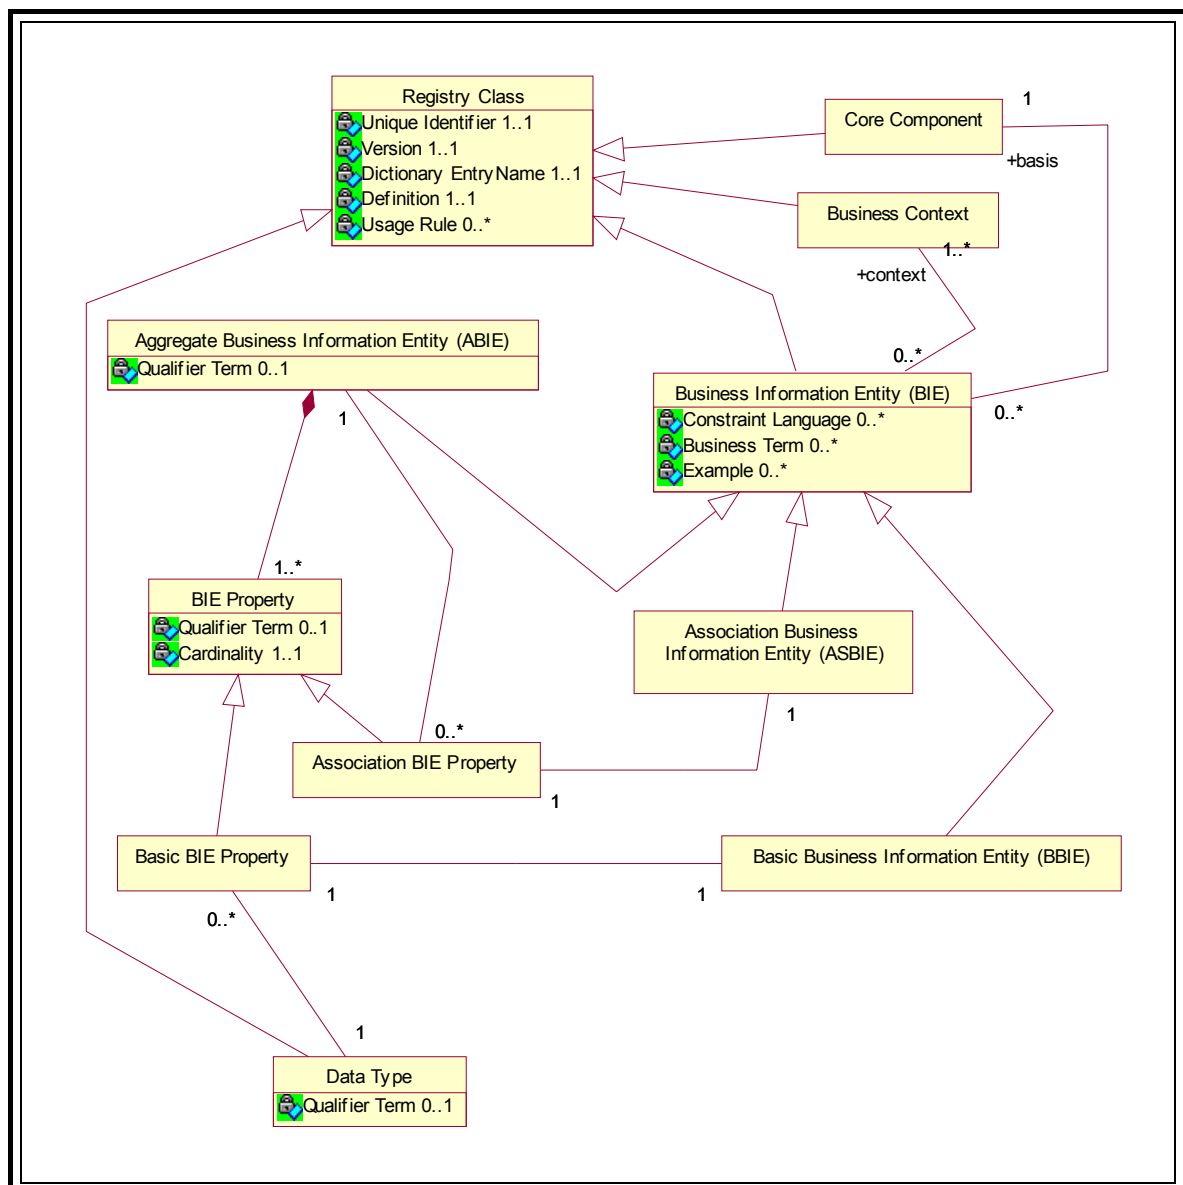 Registry Class
Unique Identifier 1..1
Version 1..1
Dictionary EntryName 1..1
Definition 1..1
Usage Rule 0..*
1
Core Component
+basis
Business Context
1..*
+context
0..*
Aggregate Business Information Entity (ABIE)
Qualifier Term 0..1
1
Business Information Entity (BIE)
Constraint Language 0..*
Business Term 0..*
Example 0..*
0..*
1..*
BIE Property
Qualifier Term 0..1
Cardinality 1..1
Association Business
Information Entity (ASBIE)
1
0..*
Association BIE Property
1
Basic BIE Property
1
1
Basic Business Information Entity (BBIE)
0..*
1
Data Type
Qualifier Term 0..1